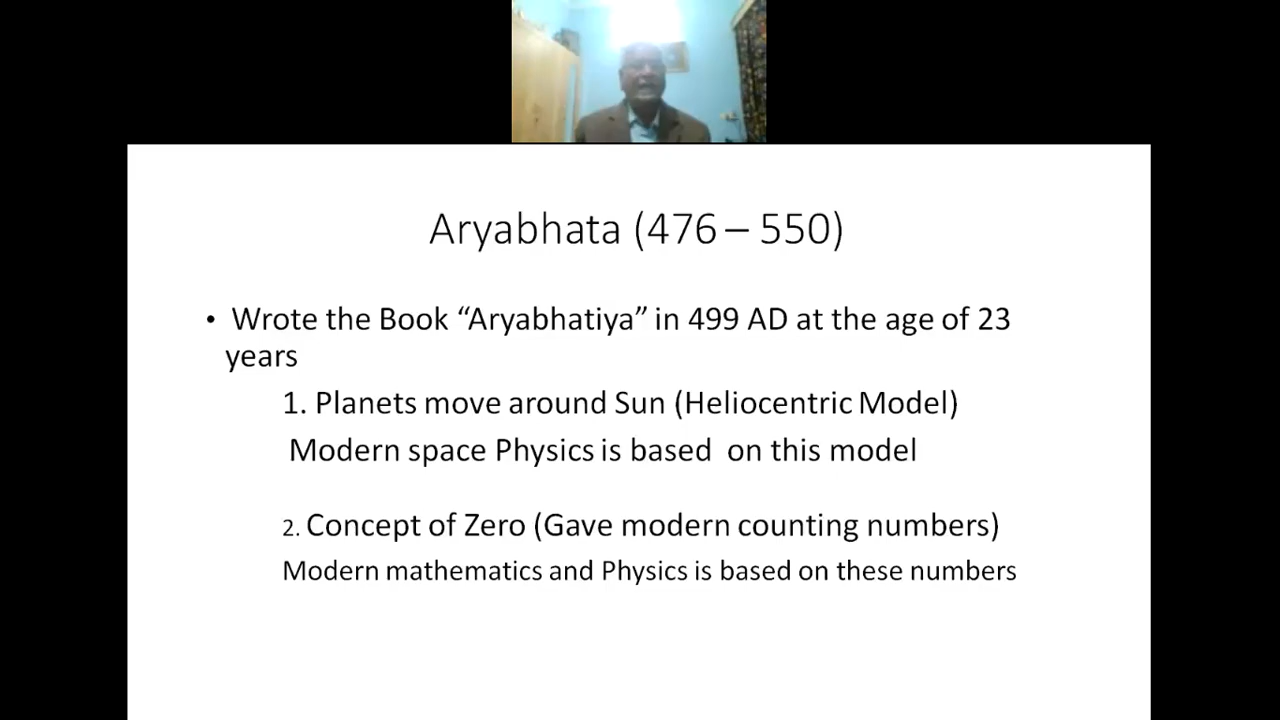 Aryabhata (476 – 550)
• Wrote the Book “Aryabhatiya” in 499 AD at the age of 23
years
1. Planets move around Sun (Heliocentric Model)
Modern space Physics is based on this model
2. Concept of Zero (Gave modern counting numbers)
Modern mathematics and Physics is based on these numbers